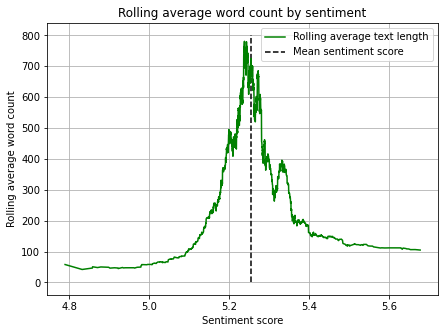 Rolling average word count by sentiment
Rolling average text length
Mean sentiment score
Rolling average word count
800
700
600
500
400
300
200
100
0
4.8
5.0
5.2
5.4
5.6
Sentiment score